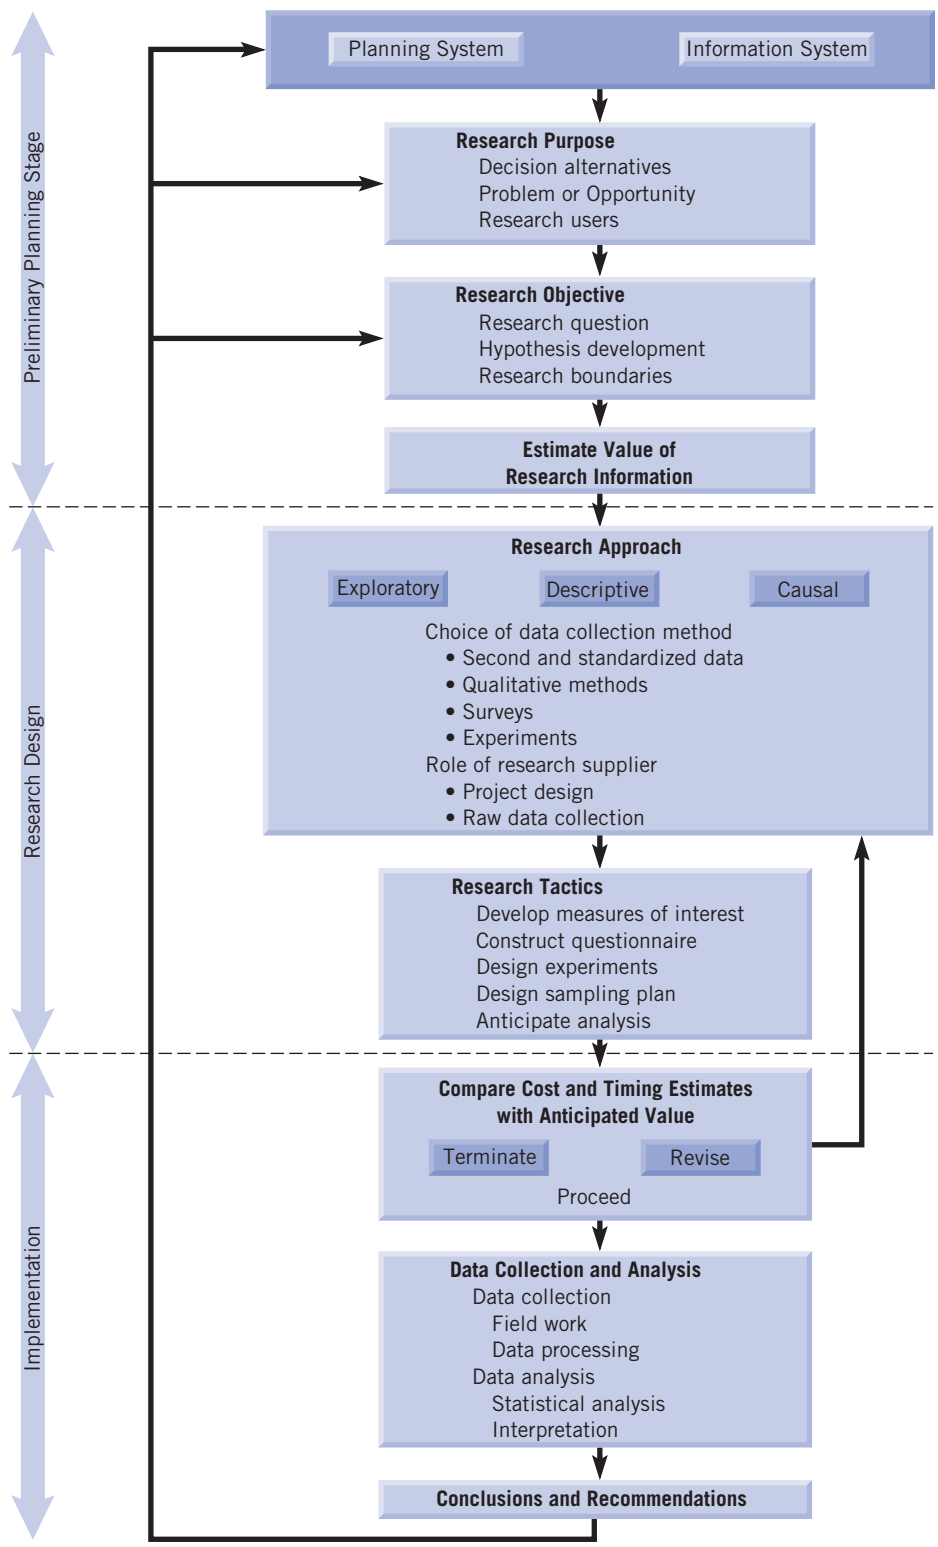 Planning System
Information System
Preliminary Planning Stage
Research Purpose
Decision alternatives
Problem or Opportunity
Research users
Research Objective
Research question
Hypothesis development
Research boundaries
Estimate Value of
Research Information
Research Design
Research Approach
Exploratory
Descriptive
Causal
Choice of data collection method
• Second and standardized data
• Qualitative methods
• Surveys
• Experiments
Role of research supplier
• Project design
• Raw data collection
Research Tactics
Develop measures of interest
Construct questionnaire
Design experiments
Design sampling plan
Anticipate analysis
Implementation
Compare Cost and Timing Estimates
with Anticipated Value
Terminate
Revise
Proceed
Data Collection and Analysis
Data collection
Field work
Data processing
Data analysis
Statistical analysis
Interpretation
Conclusions and Recommendations